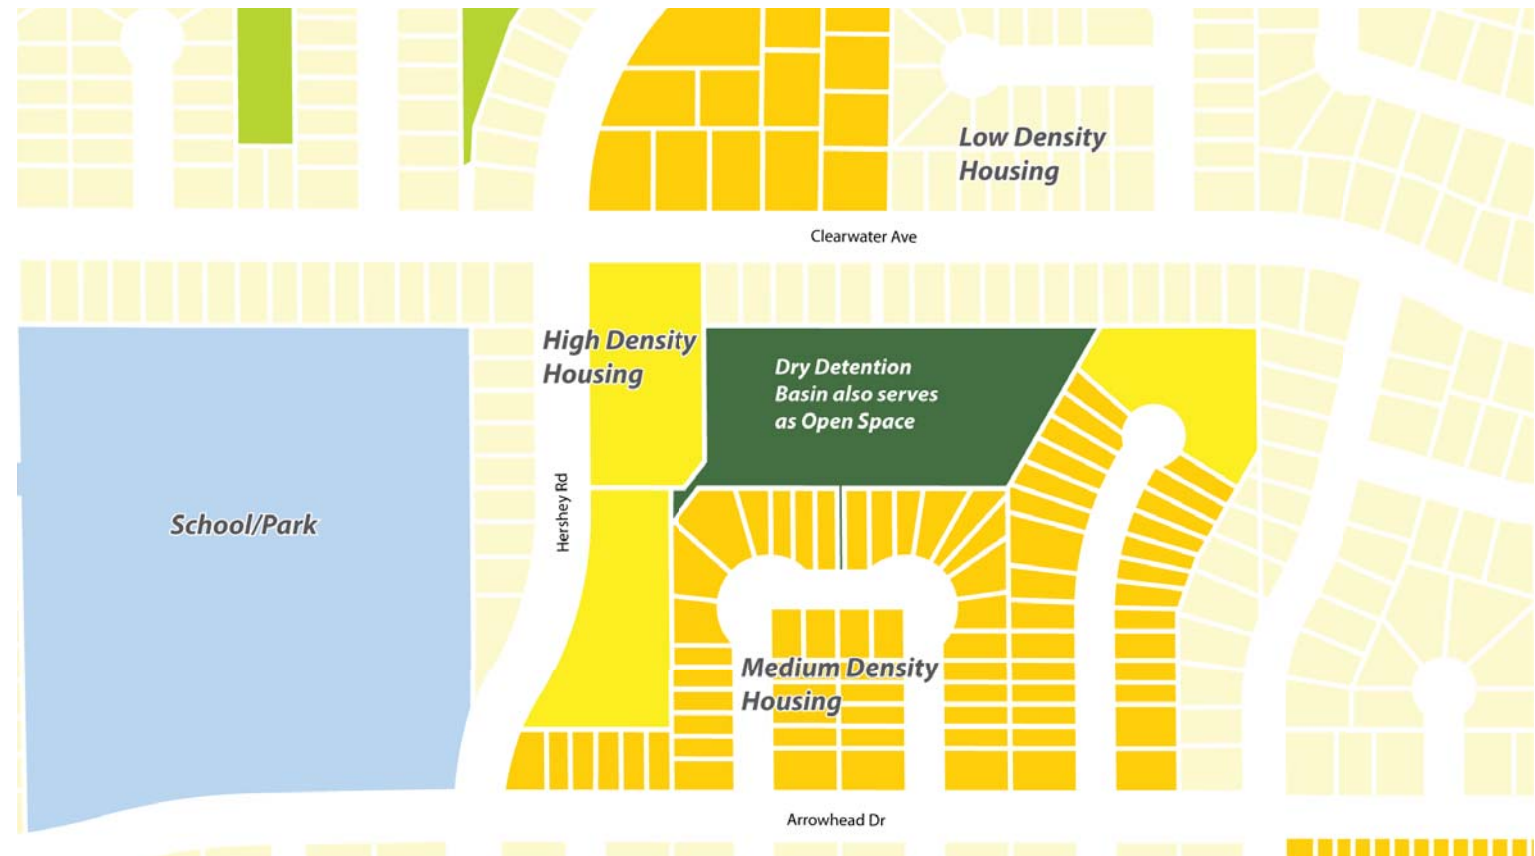 Low Density
Housing
Clearwater Ave
High Density
Housing
Dry Detention
Basin also serves
as Open Space
School/Park
Hershey Rd
Medium Density
Housing
Arrowhead Dr